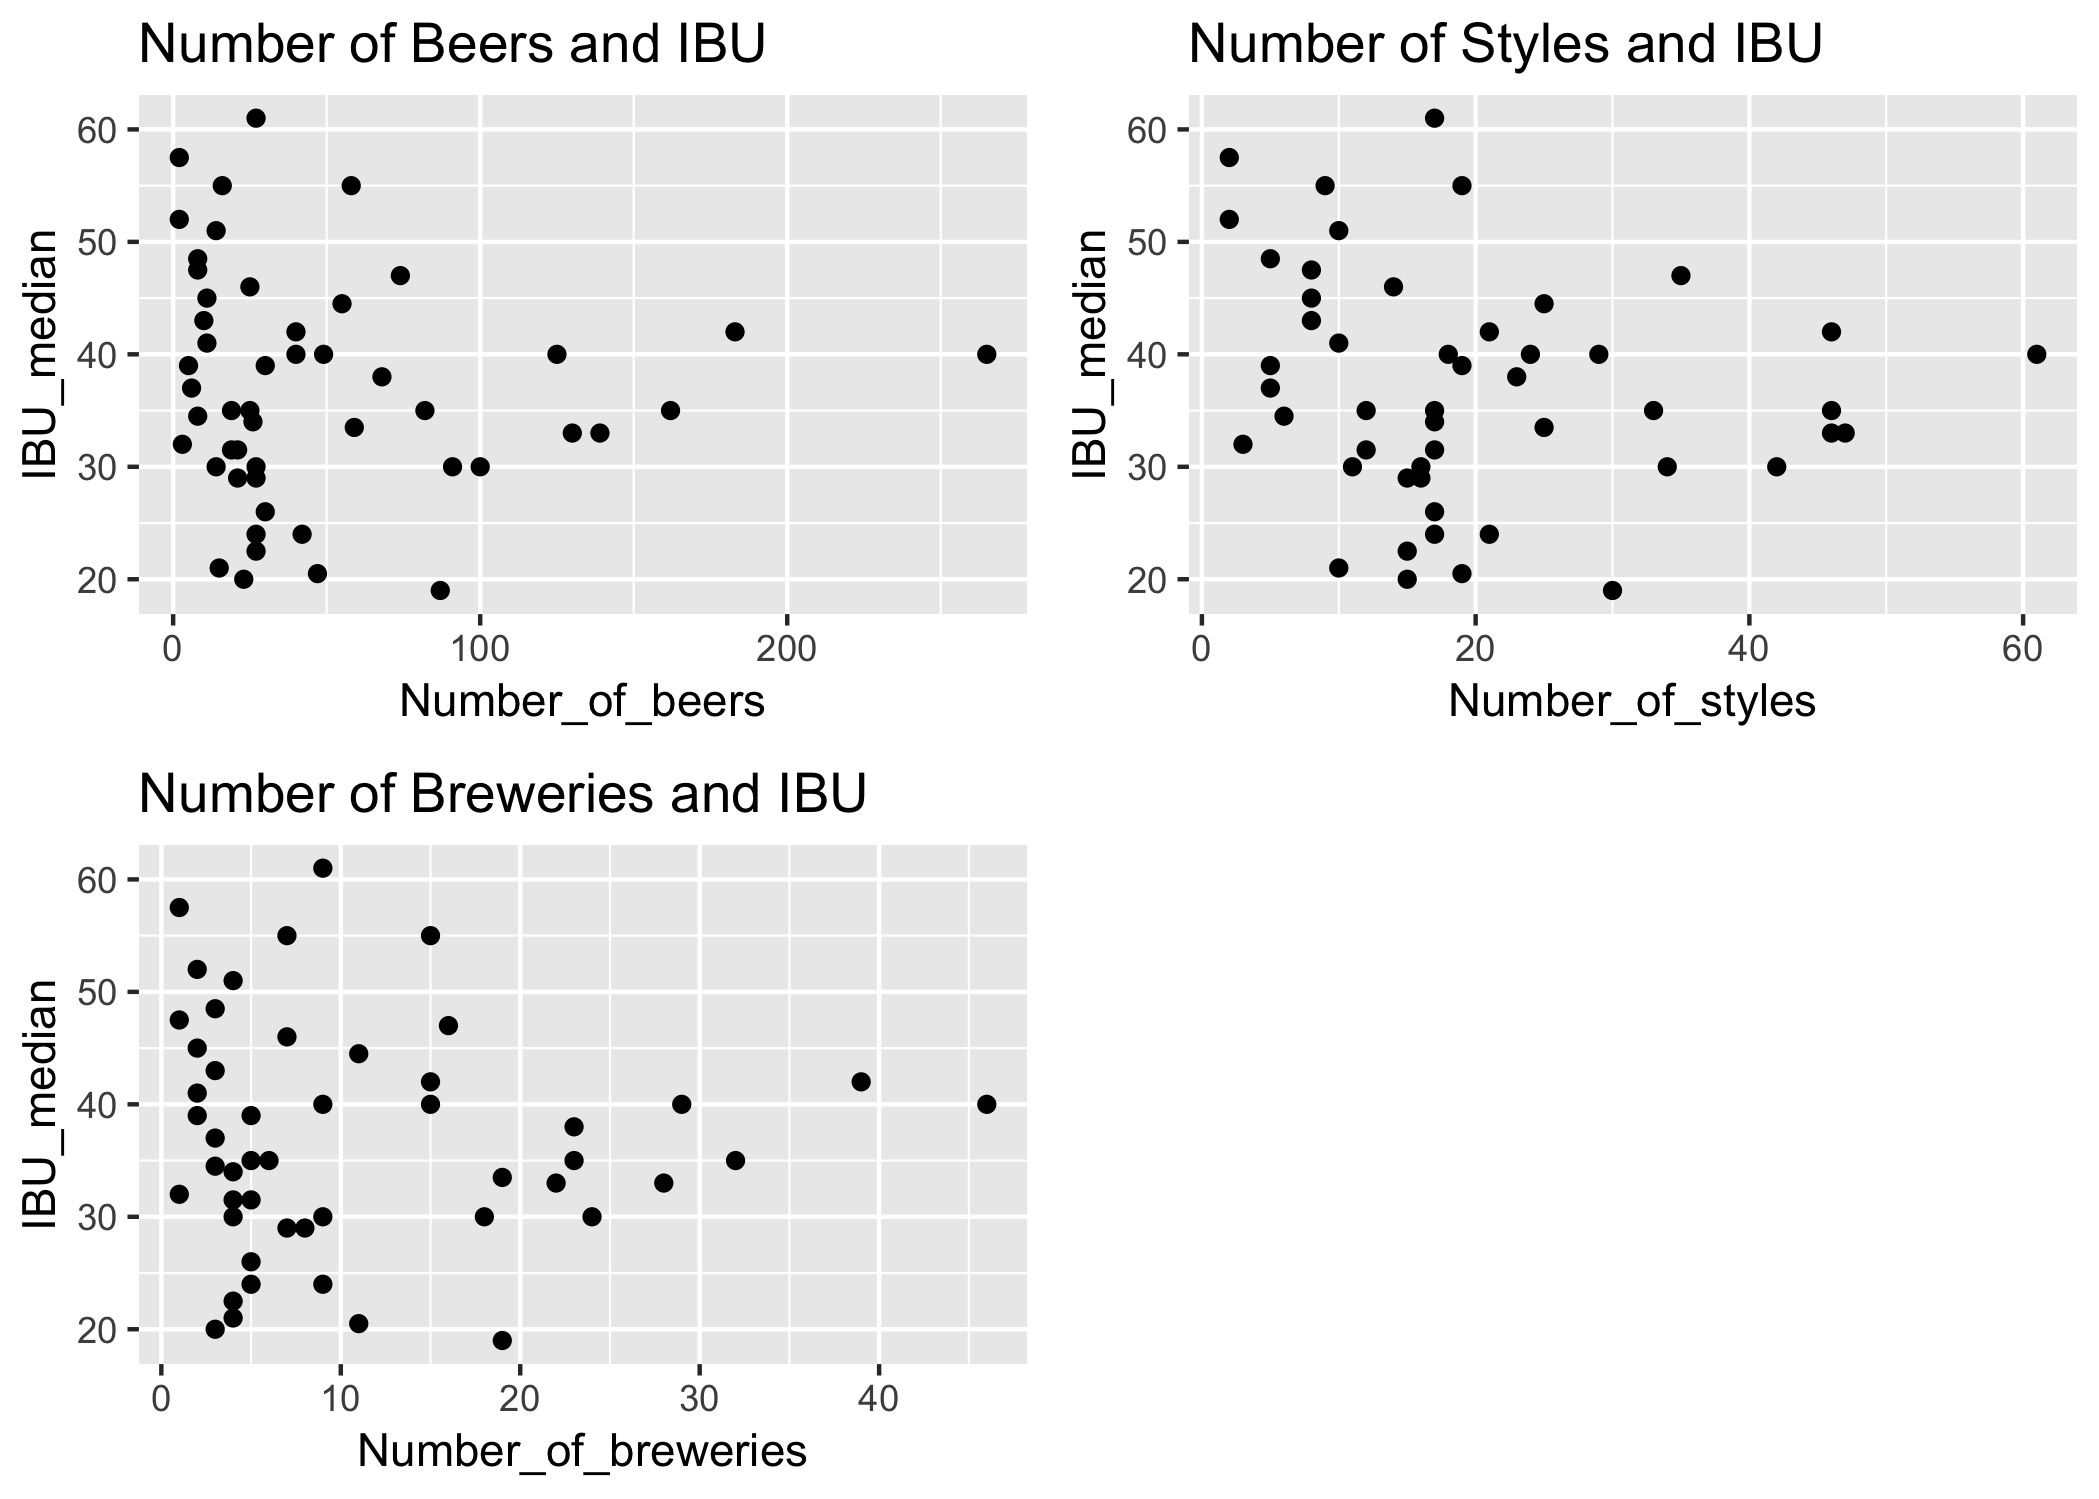 Number of Beers and IBU
60
50
40
30
20
IBU_median
0 100 200
Number_of_beers
Number of Styles and IBU
60
50
40
30
20
IBU_median
0 20 40 60
Number_of_styles
Number of Breweries and IBU
60
50
40
30
20
IBU_median
0 10 20 30 40
Number_of_breweries